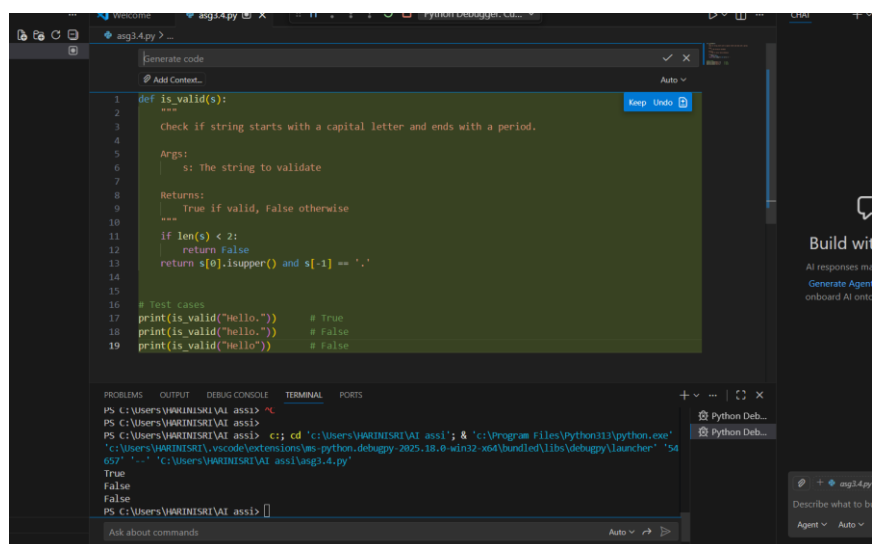 Welcome
asg3.4.py
Python Debugger: Cu...
CHAT
asg3.4.py > ...
Generate code
Add Context...
Auto
Keep Undo
1 def is_valid(s):
2 """
3 Check if string starts with a capital letter and ends with a period.
4
5 Args:
6 s: The string to validate
7
8 Returns:
9 True if valid, False otherwise
10 """
11 if len(s) < 2:
12 return False
13 return s[0].isupper() and s[-1] == '.'
14
15
16 # Test cases
17 print(is_valid("Hello.")) # True
18 print(is_valid("hello.")) # False
19 print(is_valid("Hello")) # False
Build wit
AI responses ma
Generate Agen
onboard AI onto
PROBLEMS OUTPUT DEBUG CONSOLE TERMINAL PORTS
PS C:\Users\HARINISRI\AI assi> ^C
PS C:\Users\HARINISRI\AI assi>
PS C:\Users\HARINISRI\AI assi> c:; cd 'c:\Users\HARINISRI\AI assi'; & 'c:\Program Files\Python313\python.exe'
'c:\Users\HARINISRI\.vscode\extensions\ms-python.debugpy-2025.18.0-win32-x64\bundled\libs\debugpy\launcher' '54
657' '--' 'C:\Users\HARINISRI\AI assi\asg3.4.py'
True
False
False
PS C:\Users\HARINISRI\AI assi>
Python Deb...
Python Deb...
Ask about commands
Auto
asg3.4.py
Describe what to b
Agent Auto